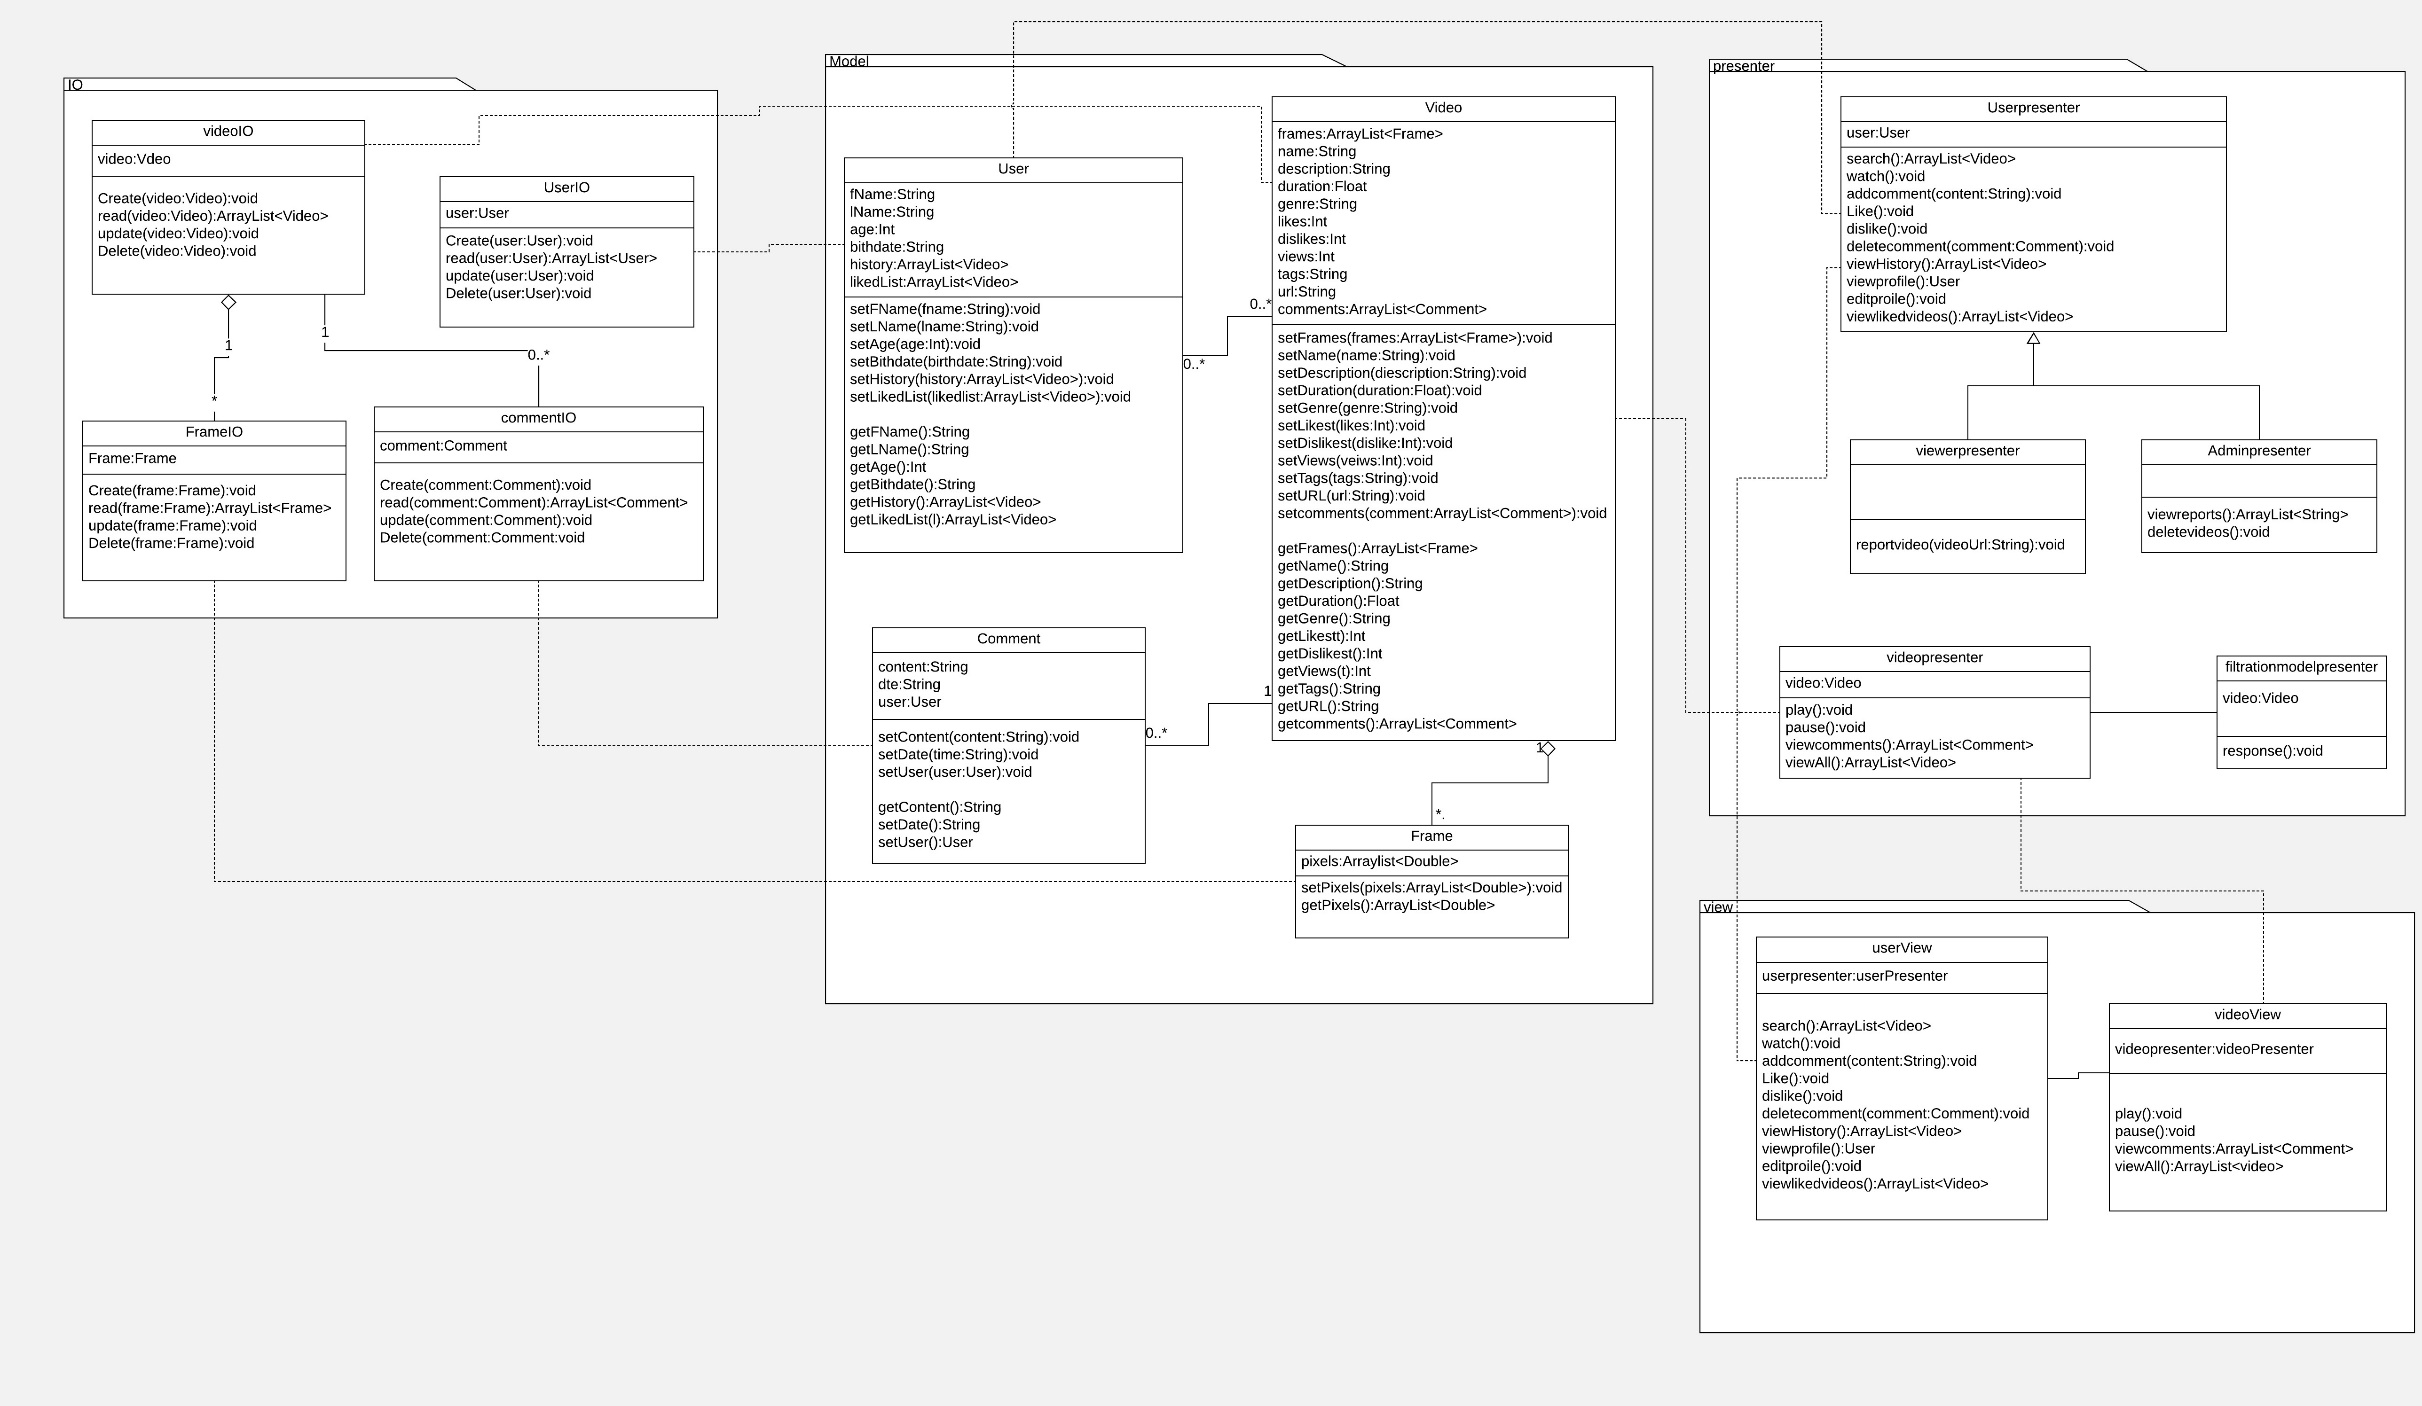 IO
videoIO
video:Vdeo
Create(video:Video):void
read(video:Video):ArrayList<Video>
update(video:Video):void
Delete(video:Video):void
UserIO
user:User
Create(user:User):void
read(user:User):ArrayList<User>
update(user:User):void
Delete(user:User):void
1
*
1
0..*
FrameIO
Frame:Frame
Create(frame:Frame):void
read(frame:Frame):ArrayList<Frame>
update(frame:Frame):void
Delete(frame:Frame):void
commentIO
comment:Comment
Create(comment:Comment):void
read(comment:Comment):ArrayList<Comment>
update(comment:Comment):void
Delete(comment:Comment:void
Model
User
fName:String
lName:String
age:Int
bithdate:String
history:ArrayList<Video>
likedList:ArrayList<Video>
setFName(fname:String):void
setLName(lname:String):void
setAge(age:Int):void
setBithdate(birthdate:String):void
setHistory(history:ArrayList<Video>):void
setLikedList(likedlist:ArrayList<Video>):void
getFName():String
getLName():String
getAge():Int
getBithdate():String
getHistory():ArrayList<Video>
getLikedList(l):ArrayList<Video>
0..*
0..*
Video
frames:ArrayList<Frame>
name:String
description:String
duration:Float
genre:String
likes:Int
dislikes:Int
views:Int
tags:String
url:String
comments:ArrayList<Comment>
setFrames(frames:ArrayList<Frame>):void
setName(name:String):void
setDescription(diescription:String):void
setDuration(duration:Float):void
setGenre(genre:String):void
setLikest(likes:Int):void
setDislikest(dislike:Int):void
setViews(veiws:Int):void
setTags(tags:String):void
setURL(url:String):void
setcomments(comment:ArrayList<Comment>):void
getFrames():ArrayList<Frame>
getName():String
getDescription():String
getDuration():Float
getGenre():String
getLikestt):Int
getDislikest():Int
getViews(t):Int
getTags():String
getURL():String
getcomments():ArrayList<Comment>
Comment
content:String
dte:String
user:User
setContent(content:String):void
setDate(time:String):void
setUser(user:User):void
getContent():String
setDate():String
setUser():User
0..*
1
1
*.
Frame
pixels:Arraylist<Double>
setPixels(pixels:ArrayList<Double>):void
getPixels():ArrayList<Double>
presenter
Userpresenter
user:User
search():ArrayList<Video>
watch():void
addcomment(content:String):void
Like():void
dislike():void
deletecomment(comment:Comment):void
viewHistory():ArrayList<Video>
viewprofile():User
editproile():void
viewlikedvideos():ArrayList<Video>
viewerpresenter
reportvideo(videoUrl:String):void
Adminpresenter
viewreports():ArrayList<String>
deletevideos():void
videopresenter
video:Video
play():void
pause():void
viewcomments():ArrayList<Comment>
viewAll():ArrayList<Video>
filtrationmodelpresenter
video:Video
response():void
view
userView
userpresenter:userPresenter
search():ArrayList<Video>
watch():void
addcomment(content:String):void
Like():void
dislike():void
deletecomment(comment:Comment):void
viewHistory():ArrayList<Video>
viewprofile():User
editproile():void
viewlikedvideos():ArrayList<Video>
videoView
videopresenter:videoPresenter
play():void
pause():void
viewcomments:ArrayList<Comment>
viewAll():ArrayList<video>